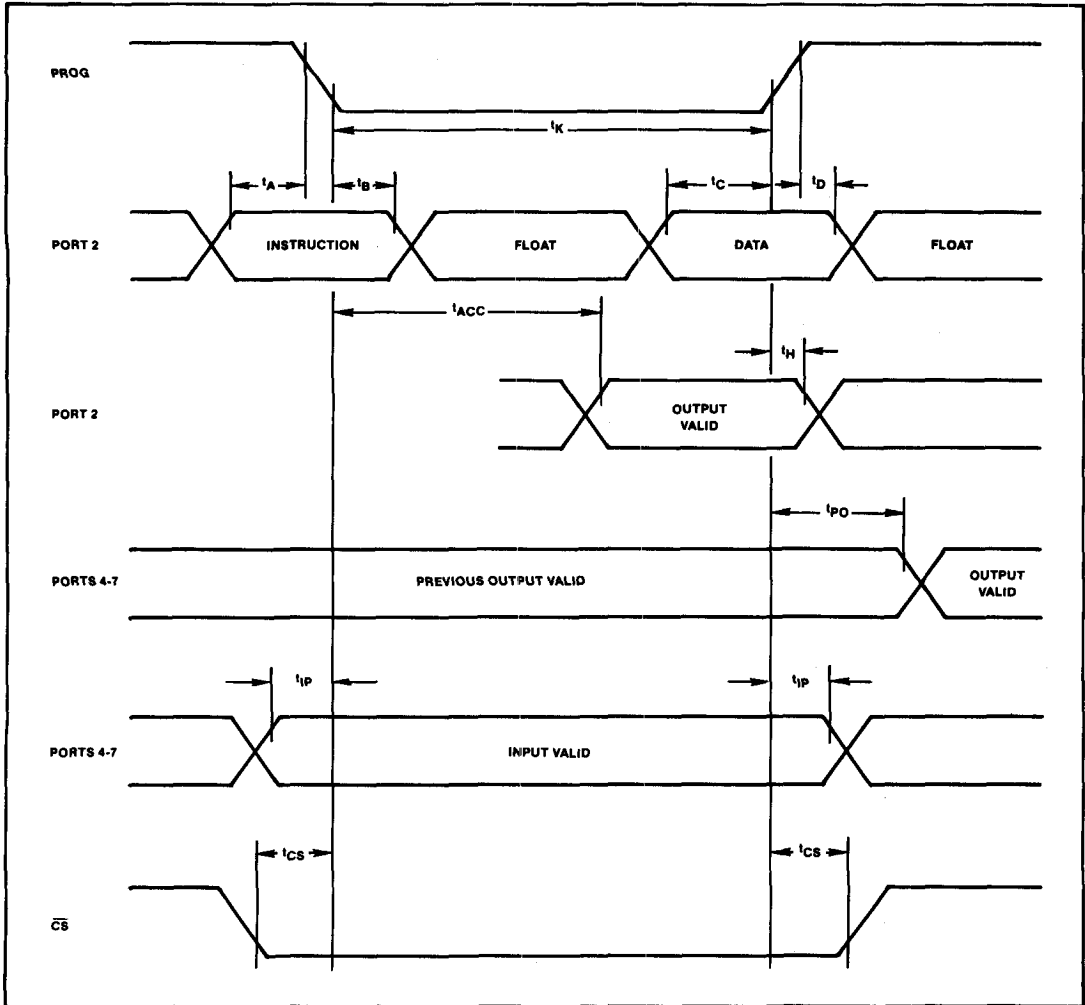 PROG
tK
tA
tB
tC
tD
PORT 2
INSTRUCTION
FLOAT
DATA
FLOAT
tACC
tH
PORT 2
OUTPUT
VALID
tPO
PORTS 4-7
PREVIOUS OUTPUT VALID
OUTPUT
VALID
tIP
tIP
PORTS 4-7
INPUT VALID
tCS
tCS
C̅S̅